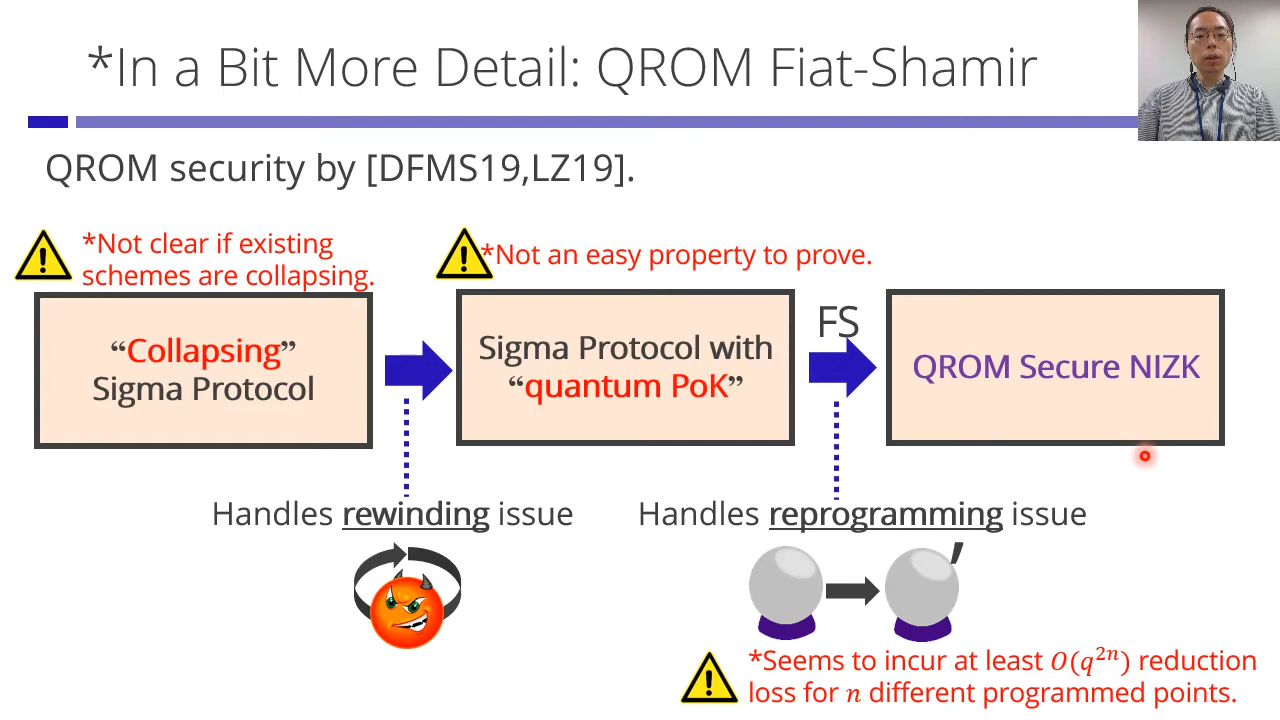 *In a Bit More Detail: QROM Fiat-Shamir
QROM security by [DFMS19,LZ19].
*Not clear if existing
schemes are collapsing.
*Not an easy property to prove.
“Collapsing”
Sigma Protocol
Sigma Protocol with
“quantum PoK”
FS
QROM Secure NIZK
Handles rewinding issue
Handles reprogramming issue
*Seems to incur at least O(q^{2n}) reduction
loss for n different programmed points.